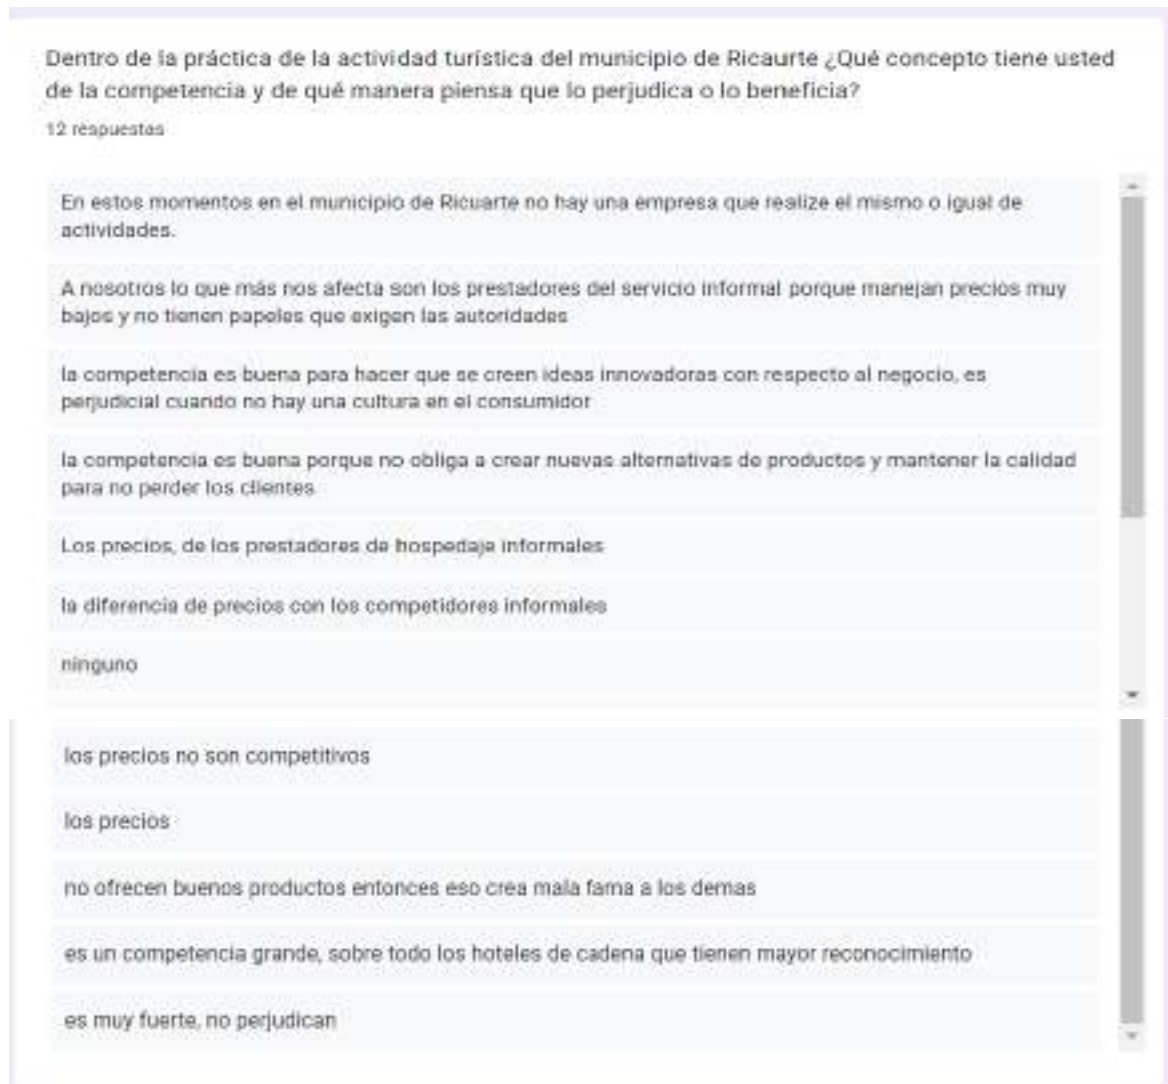 Dentro de la práctica de la actividad turística del municipio de Ricaurte ¿Qué concepto tiene usted
de la competencia y de qué manera piensa que lo perjudica o lo beneficia?
12 respuestas
En estos momentos en el municipio de Ricuarte no hay una empresa que realize el mismo o igual de
actividades.
A nosotros lo que más nos afecta son los prestadores del servicio informal porque manejan precios muy
bajos y no tienen papeles que exigen las autoridades
la competencia es buena para hacer que se creen ideas innovadoras con respecto al negocio, es
perjudicial cuando no hay una cultura en el consumidor
la competencia es buena porque no obliga a crear nuevas alternativas de productos y mantener la calidad
para no perder los clientes
Los precios, de los prestadores de hospedaje informales
la diferencia de precios con los competidores informales
ninguno
los precios no son competitivos
los precios
no ofrecen buenos productos entonces eso crea mala fama a los demas
es un competencia grande, sobre todo los hoteles de cadena que tienen mayor reconocimiento
es muy fuerte, no perjudican